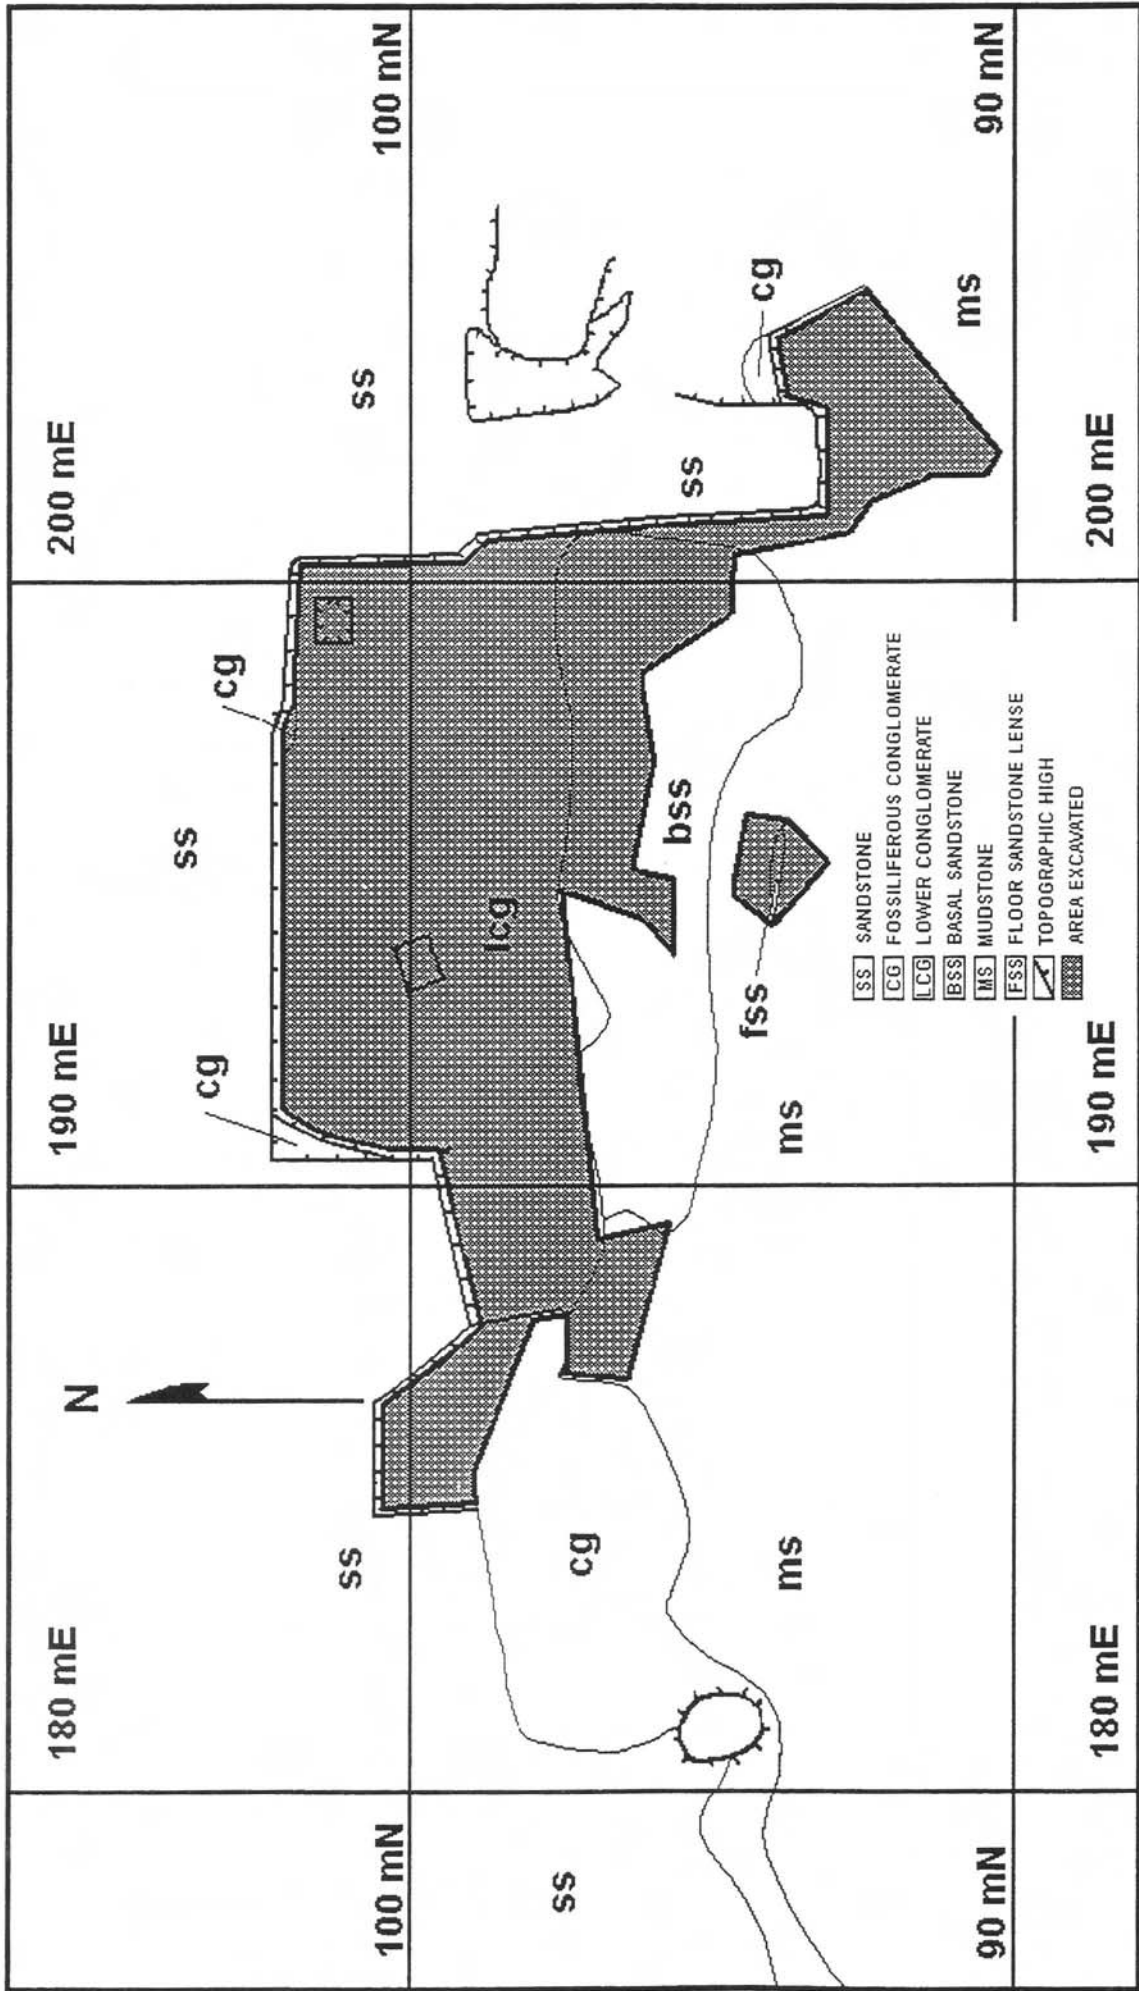 180 mE
190 mE
200 mE
N
ss
cg
cg
ss
ss
100 mN
100 mN
lcg
ss
cg
bss
ss
fss
cg
ms
ms
SS SANDSTONE
CG FOSSLIFEROUS CONGLOMERATE
LCG LOWER CONGLOMERATE
BSS BASAL SANDSTONE
MS MUDSTONE
FSS FLOOR SANDSTONE LENSE
TOPOGRAPHIC HIGH
AREA EXCAVATED
ms
90 mN
90 mN
180 mE
190 mE
200 mE